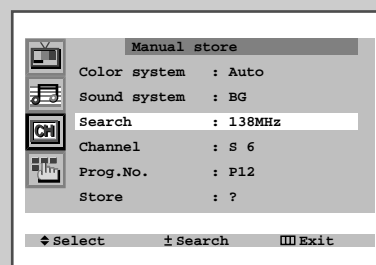 Manual store
Color system : Auto
Sound system : BG
CH Search : 138MHz
Channel : S 6
Prog.No. : P12
Store : ?
Select ± Search Exit